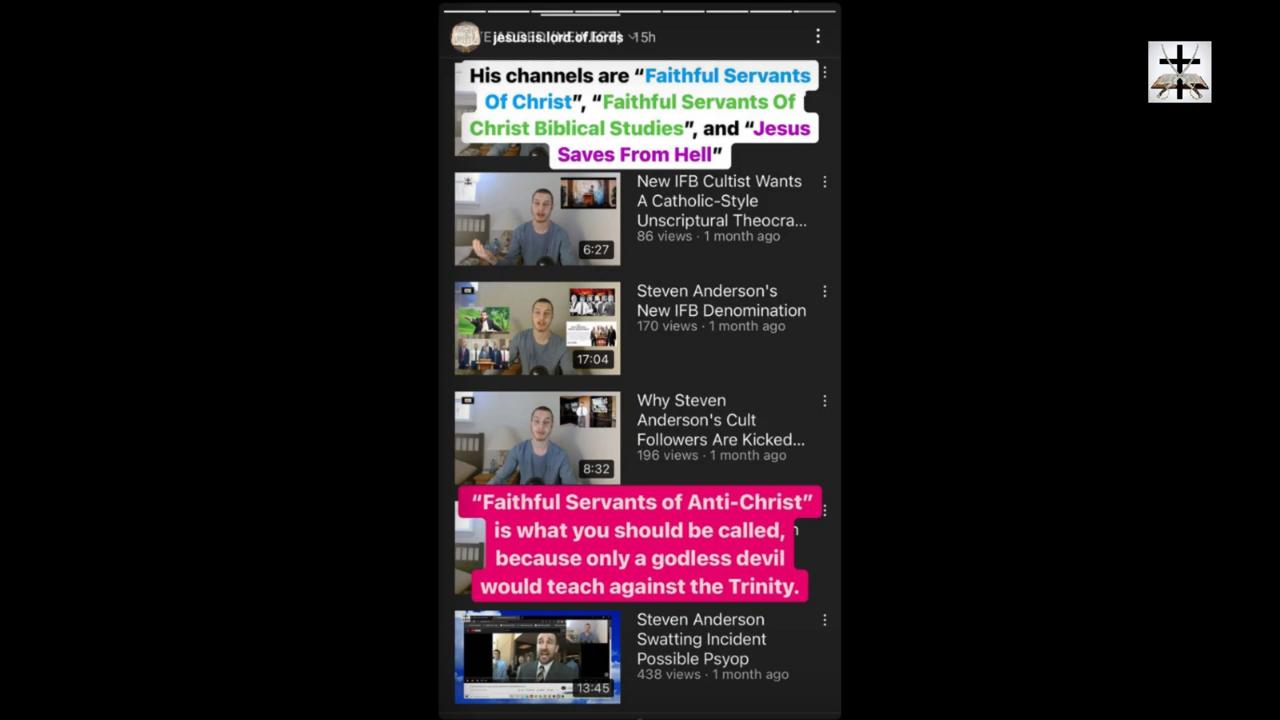 jesus.is.lord.of.lords 15h
His channels are “Faithful Servants
Of Christ”, “Faithful Servants Of
Christ Biblical Studies”, and “Jesus
Saves From Hell”
New IFB Cultist Wants
A Catholic-Style
Unscriptural Theocra...
86 views · 1 month ago
6:27
Steven Anderson's
New IFB Denomination
170 views · 1 month ago
17:04
Why Steven
Anderson's Cult
Followers Are Kicked...
196 views · 1 month ago
8:32
“Faithful Servants of Anti-Christ”
is what you should be called,
because only a godless devil
would teach against the Trinity.
Steven Anderson
Swatting Incident
Possible Psyop
438 views · 1 month ago
13:45